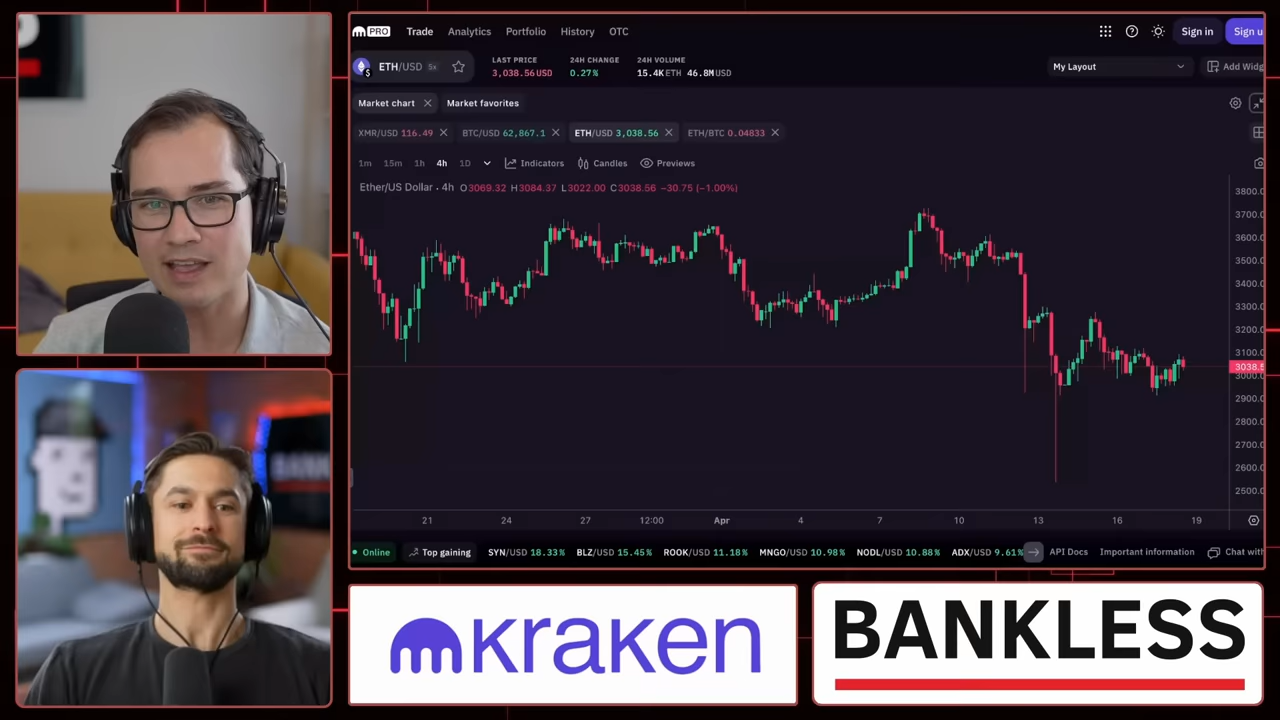 PRO Trade Analytics Portfolio History OTC Sign in Sign u
ETH/USD 5x
LAST PRICE 24H CHANGE 24H VOLUME
3,038.56 USD 0.27% 15.4K ETH 46.8M USD
My Layout Add Widg
Market chart Market favorites
XMR/USD 116.49 BTC/USD 62,867.1 ETH/USD 3,038.56 ETH/BTC 0.04833
1m 15m 1h 4h 1D Indicators Candles Previews
Ether/US Dollar . 4h O3069.32 H3084.37 L3022.00 C3038.56 −30.75 (−1.00%)
3800.0
3700.0
3600.0
3500.0
3400.0
3300.0
3200.0
3100.0
3038.5
3000.0
2900.0
2800.0
2700.0
2600.0
2500.0
21 24 27 12:00 Apr 4 7 10 13 16 19
Online Top gaining SYN/USD 18.33% BLZ/USD 15.45% ROOK/USD 11.18% MNGO/USD 10.98% NODL/USD 10.88% ADX/USD 9.61% API Docs Important information Chat with
kraken
BANKLESS